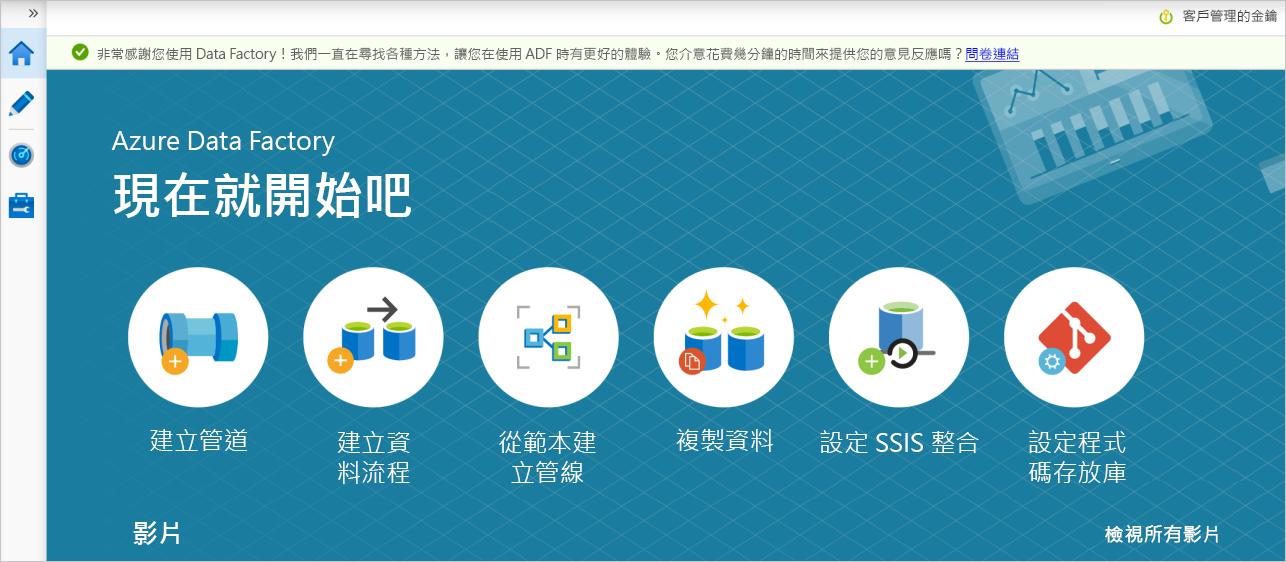 客戶管理的金鑰
非常感謝您使用 Data Factory！我們一直在尋找各種方法，讓您在使用 ADF 時有更好的體驗。您介意花費幾分鐘的時間來提供您的意見反應嗎？問卷連結
Azure Data Factory
現在就開始吧
建立管道
建立資
料流程
從範本建
立管線
複製資料
設定 SSIS 整合
設定程式
碼存放庫
影片
檢視所有影片